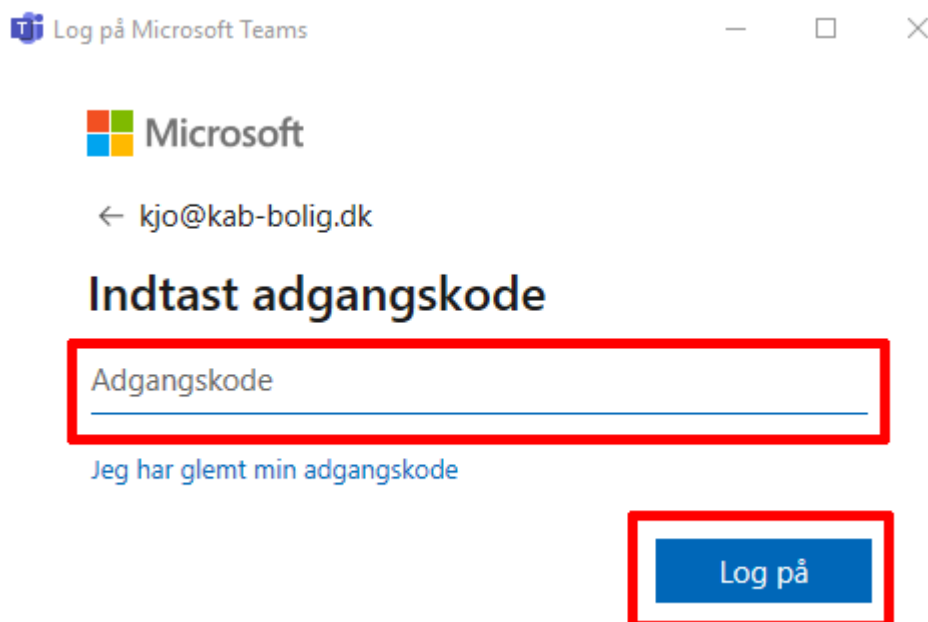 Log på Microsoft Teams
Microsoft
kjo@kab-bolig.dk
Indtast adgangskode
Adgangskode
Jeg har glemt min adgangskode
Log på